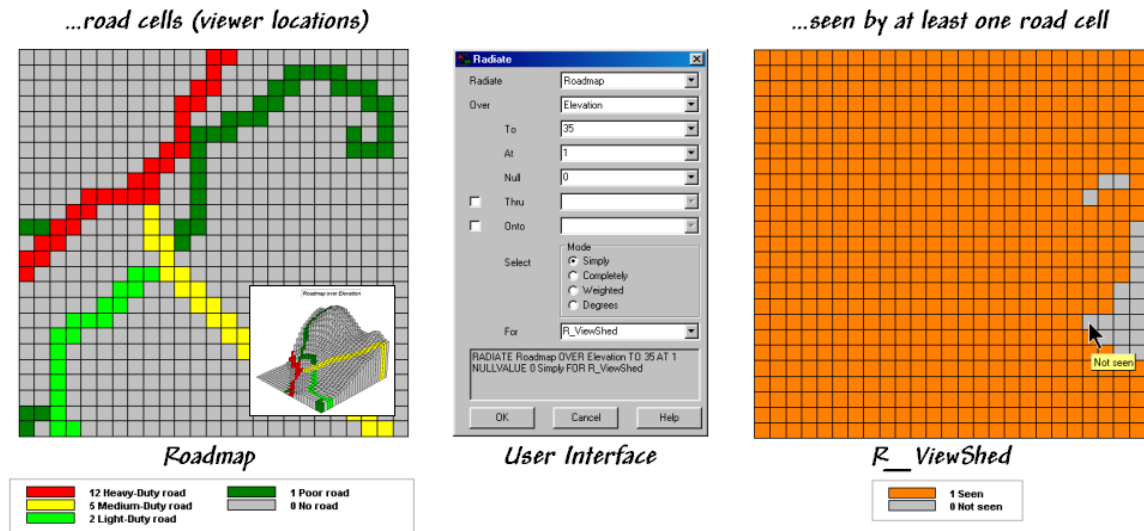 ...road cells (viewer locations)
...seen by at least one road cell
Roadmap over Elevation
Radiate
Radiate Roadmap
Over Elevation
To 35
At 1
Null 0
Thru
Onto
Mode
Select Simply
Completely
Weighted
Degrees
For R_ViewShed
RADIATE Roadmap OVER Elevation TO 35 AT 1
NULLVALUE 0 Simply FOR R_ViewShed
OK Cancel Help
Not seen
Roadmap
User Interface
R__ViewShed
12 Heavy-Duty road 1 Poor road
5 Medium-Duty road 0 No road
2 Light-Duty road
1 Seen
0 Not seen